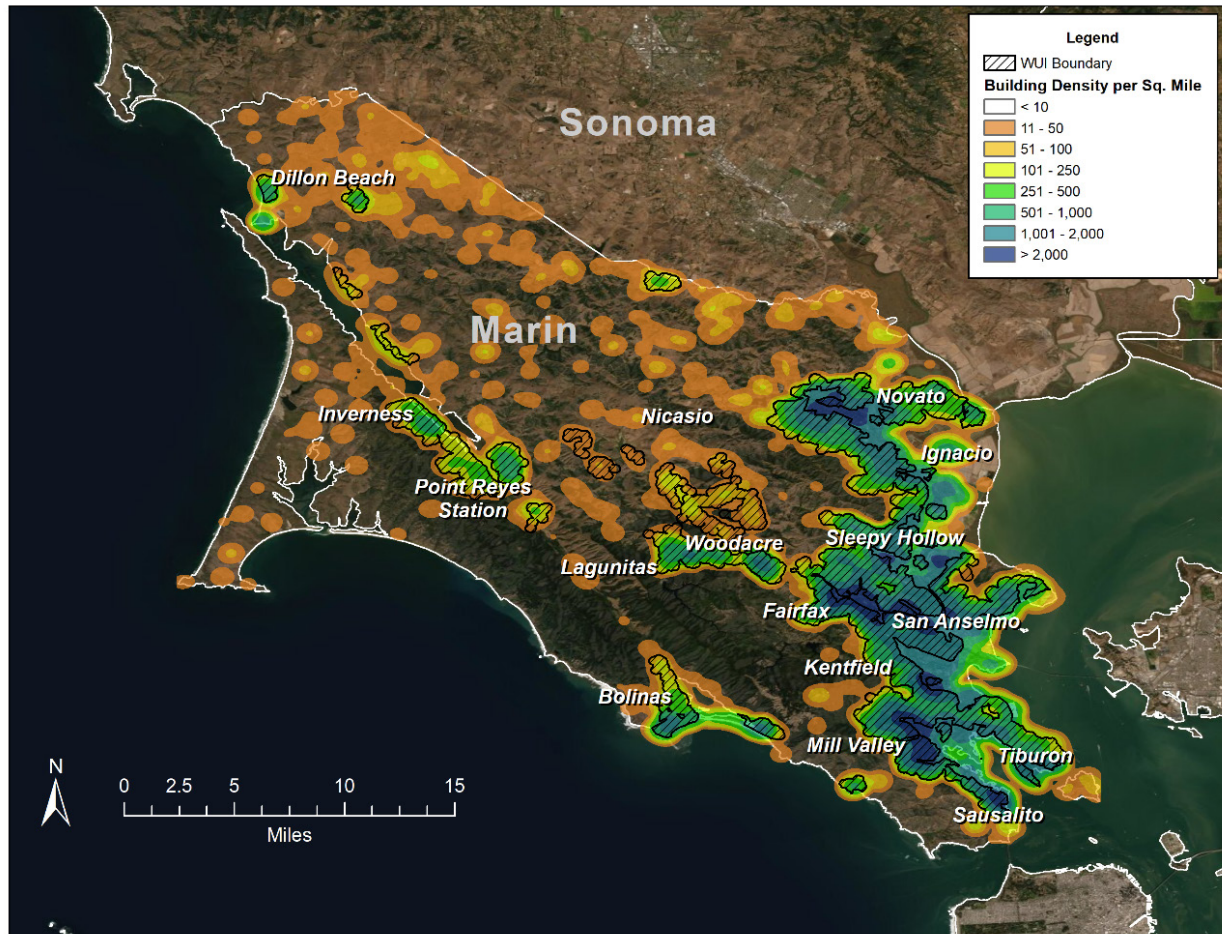 Legend
WUI Boundary
Building Density per Sq. Mile
< 10
11 - 50
51 - 100
101 - 250
251 - 500
501 - 1,000
1,001 - 2,000
> 2,000
Sonoma
Dillon Beach
Marin
Inverness
Nicasio
Novato
Ignacio
Point Reyes
Station
Woodacre
Sleepy Hollow
Lagunitas
Fairfax
San Anselmo
Kentfield
Bolinas
Mill Valley
Tiburon
Sausalito
N
0 2.5 5 10 15
Miles